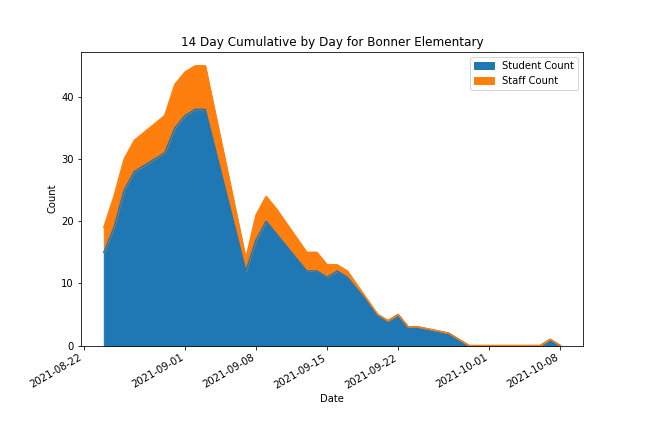 14 Day Cumulative by Day for Bonner Elementary
Student Count
Staff Count
Count
40
30
20
10
0
2021-08-22
2021-09-01
2021-09-08
2021-09-15
2021-09-22
2021-10-01
2021-10-08
Date